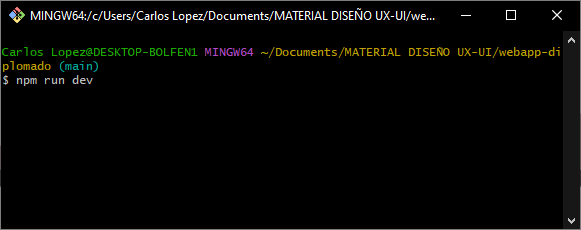 MINGW64:/c/Users/Carlos Lopez/Documents/MATERIAL DISEÑO UX-UI/we...
Carlos Lopez@DESKTOP-BOLFEN1 MINGW64 ~/Documents/MATERIAL DISEÑO UX-UI/webapp-di
plomado (main)
$ npm run dev